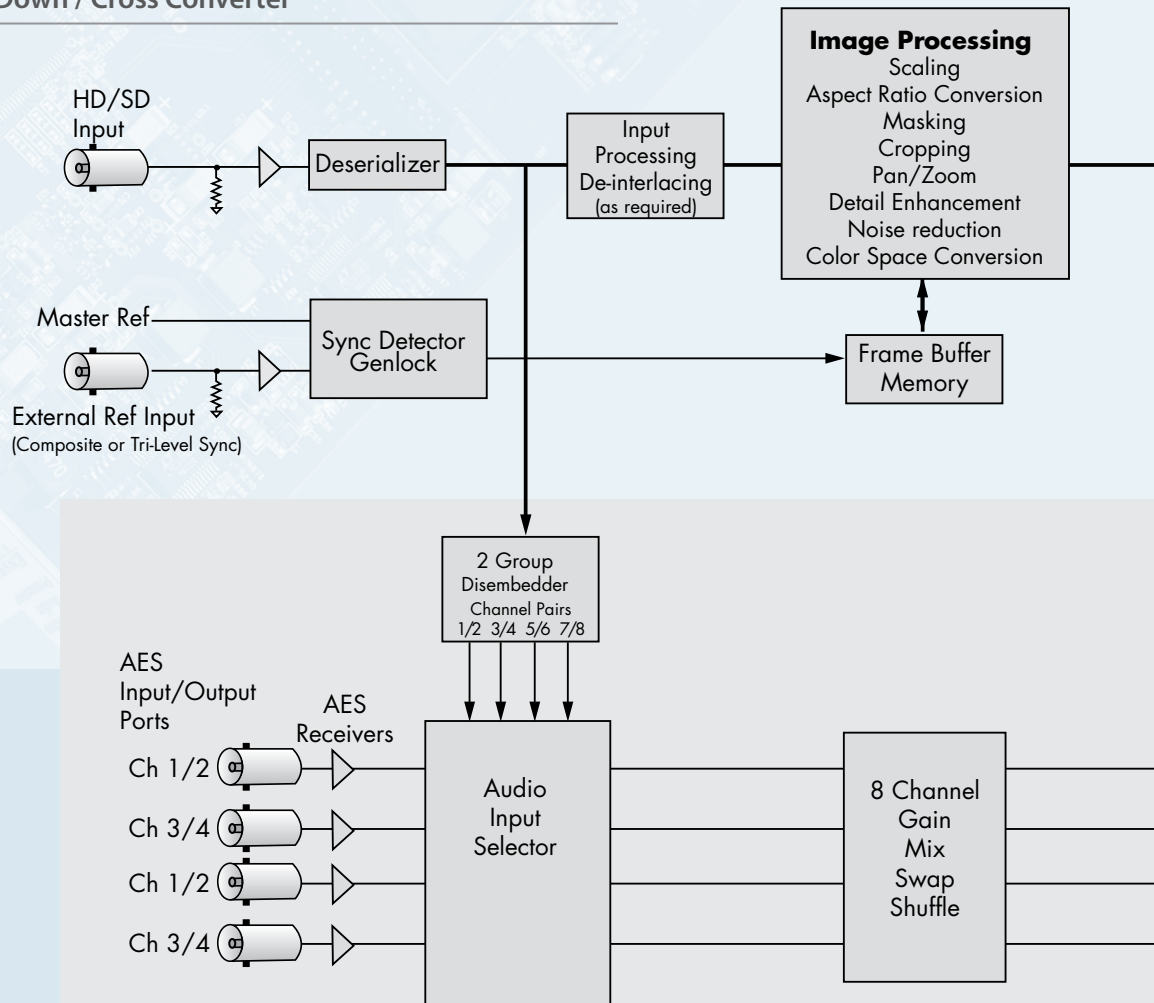 Down / Cross Converter
HD/SD
Input
Deserializer
Input
Processing
De-interlacing
(as required)
Image Processing
Scaling
Aspect Ratio Conversion
Masking
Cropping
Pan/Zoom
Detail Enhancement
Noise reduction
Color Space Conversion
Master Ref
Sync Detector
Genlock
Frame Buffer
Memory
External Ref Input
(Composite or Tri-Level Sync)
2 Group
Disembedder
Channel Pairs
1/2 3/4 5/6 7/8
AES
Input/Output
Ports
AES
Receivers
Ch 1/2
Ch 3/4
Ch 1/2
Ch 3/4
Audio
Input
Selector
8 Channel
Gain
Mix
Swap
Shuffle